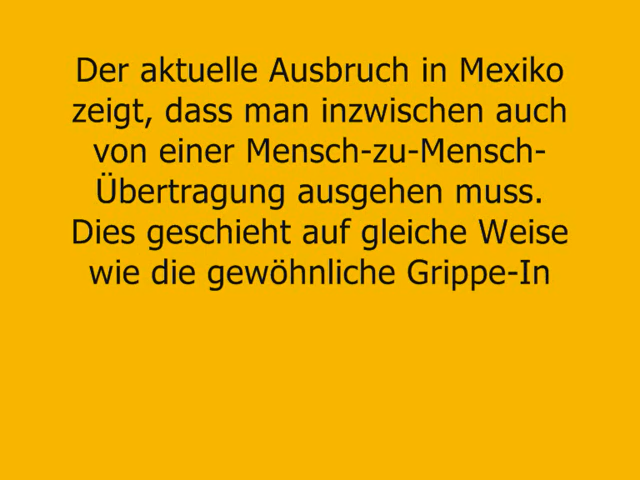 Der aktuelle Ausbruch in Mexiko
zeigt, dass man inzwischen auch
von einer Mensch-zu-Mensch-
Übertragung ausgehen muss.
Dies geschieht auf gleiche Weise
wie die gewöhnliche Grippe-In